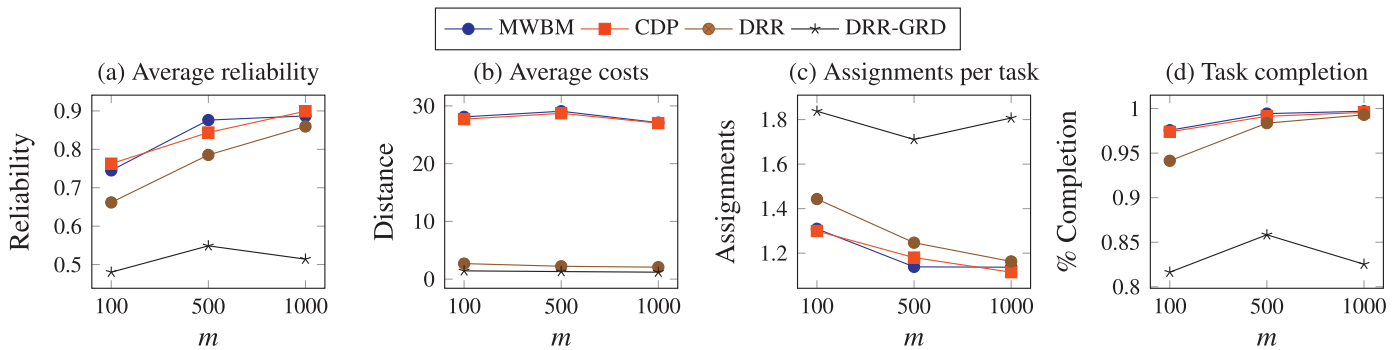 MWBM CDP DRR DRR-GRD
(a) Average reliability
0.9
0.8
0.7
0.6
0.5
Reliability
100 500 1000
m
(b) Average costs
30
20
10
0
Distance
100 500 1000
m
(c) Assignments per task
1.8
1.6
1.4
1.2
Assignments
100 500 1000
m
(d) Task completion
1
0.95
0.9
0.85
0.8
% Completion
100 500 1000
m